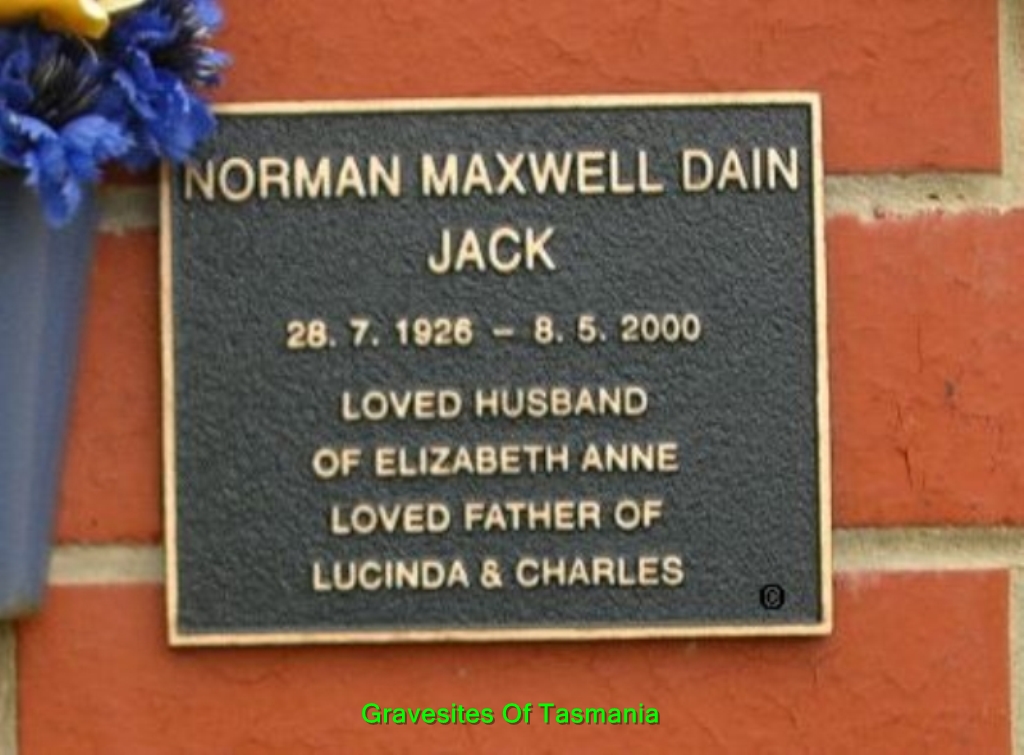 NORMAN MAXWELL DAIN
JACK
28. 7. 1926 – 8. 5. 2000
LOVED HUSBAND
OF ELIZABETH ANNE
LOVED FATHER OF
LUCINDA & CHARLES
©
Gravesites Of Tasmania